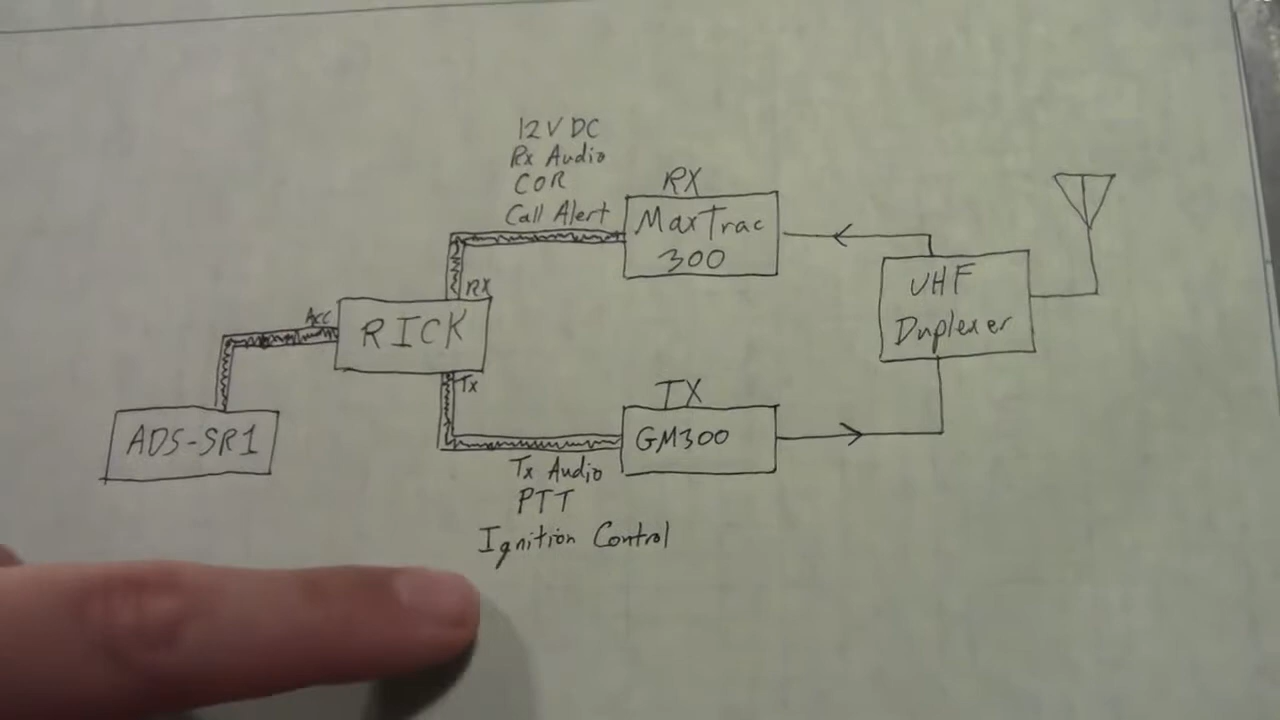 12V DC
Rx Audio
COR
Call Alert
RX
MaxTrac
300
UHF
Duplexer
RX
Acc
RICK
Tx
ADS-SR1
TX
GM300
Tx Audio
PTT
Ignition Control